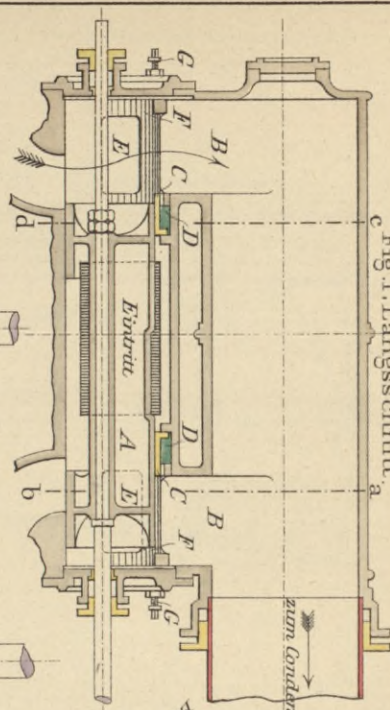 Fig. 1. Längsschnitt.
G
F
B
E
C
D
d
c
Eintritt
A
D
b
E
C
a
B
F
G
zum Conden